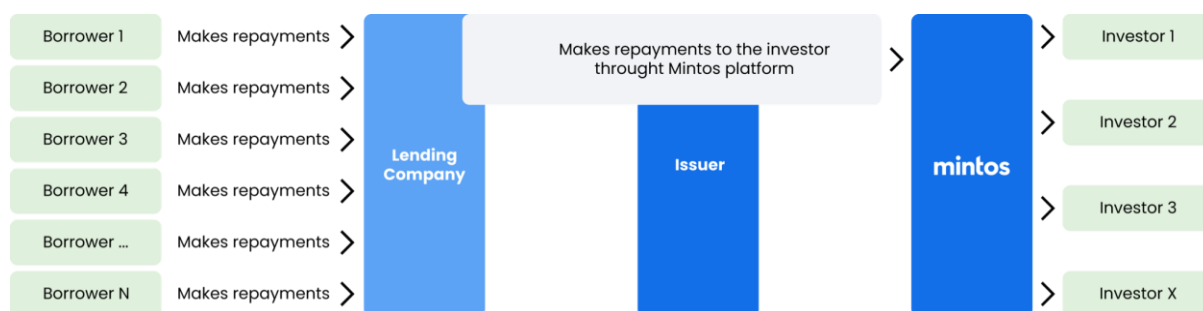 Borrower 1
Makes repayments
Borrower 2
Makes repayments
Borrower 3
Makes repayments
Borrower 4
Makes repayments
Borrower ...
Makes repayments
Borrower N
Makes repayments
Lending
Company
Makes repayments to the investor
throught Mintos platform
Issuer
mintos
Investor 1
Investor 2
Investor 3
Investor X